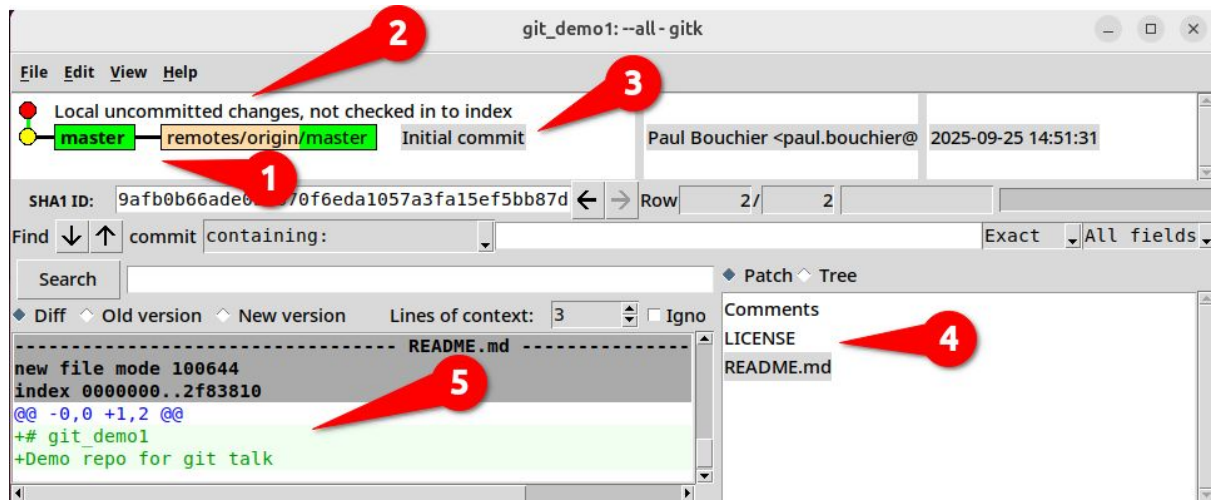 git_demo1: --all - gitk
2
File Edit View Help
3
Local uncommitted changes, not checked in to index
master remotes/origin/master Initial commit Paul Bouchier <paul.bouchier@ 2025-09-25 14:51:31
1
SHA1 ID: Row 2/ 2
Find commit containing: Exact All fields
Search Patch Tree
Diff Old version New version Lines of context: 3 Igno
Comments
README.md
LICENSE
4
new file mode 100644
README.md
index 0000000..2f83810
5
@@ -0,0 +1,2 @@
+# git_demo1
+Demo repo for git talk